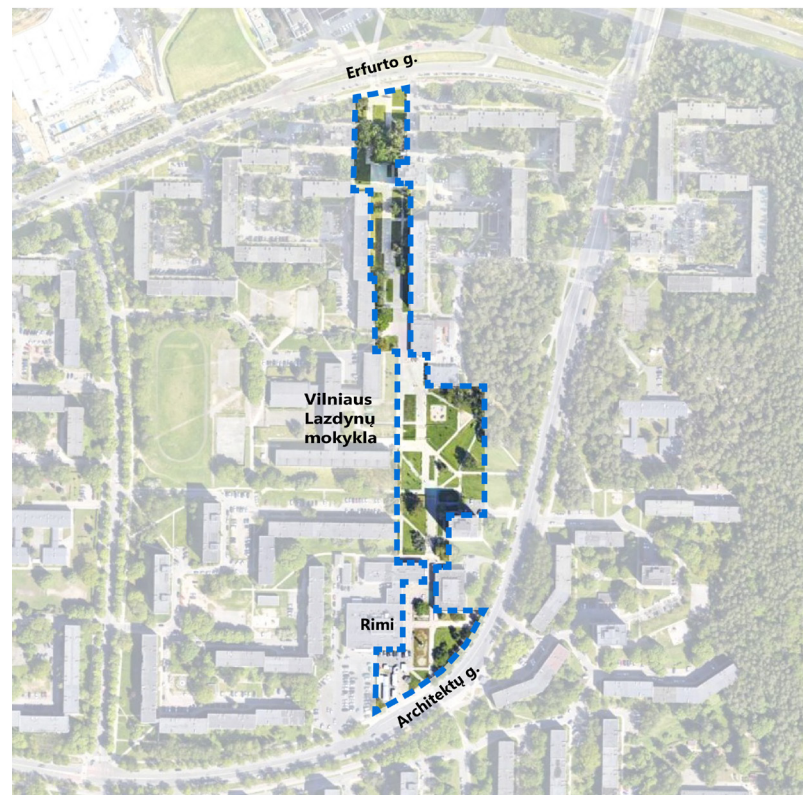 Erfurto g.
Vilniaus
Lazdynų
mokykla
Rimi
Architektų g.